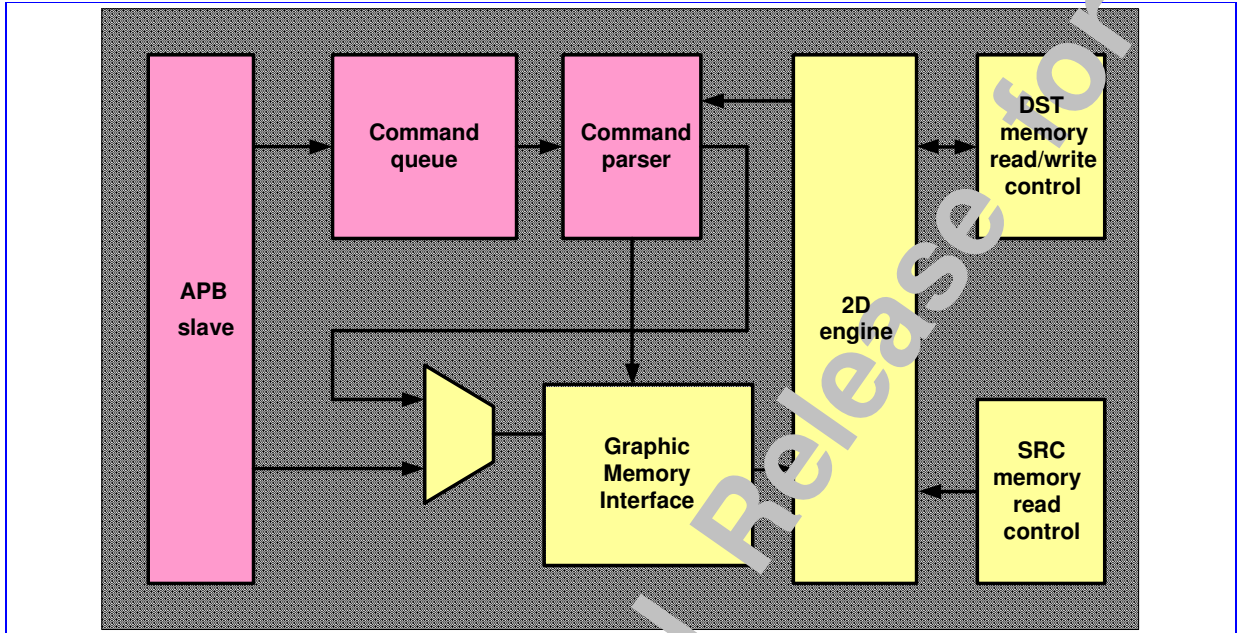 APB
slave
Command
queue
Command
parser
2D
engine
DST
memory
read/write
control
Graphic
Memory
Interface
SRC
memory
read
control
Release for